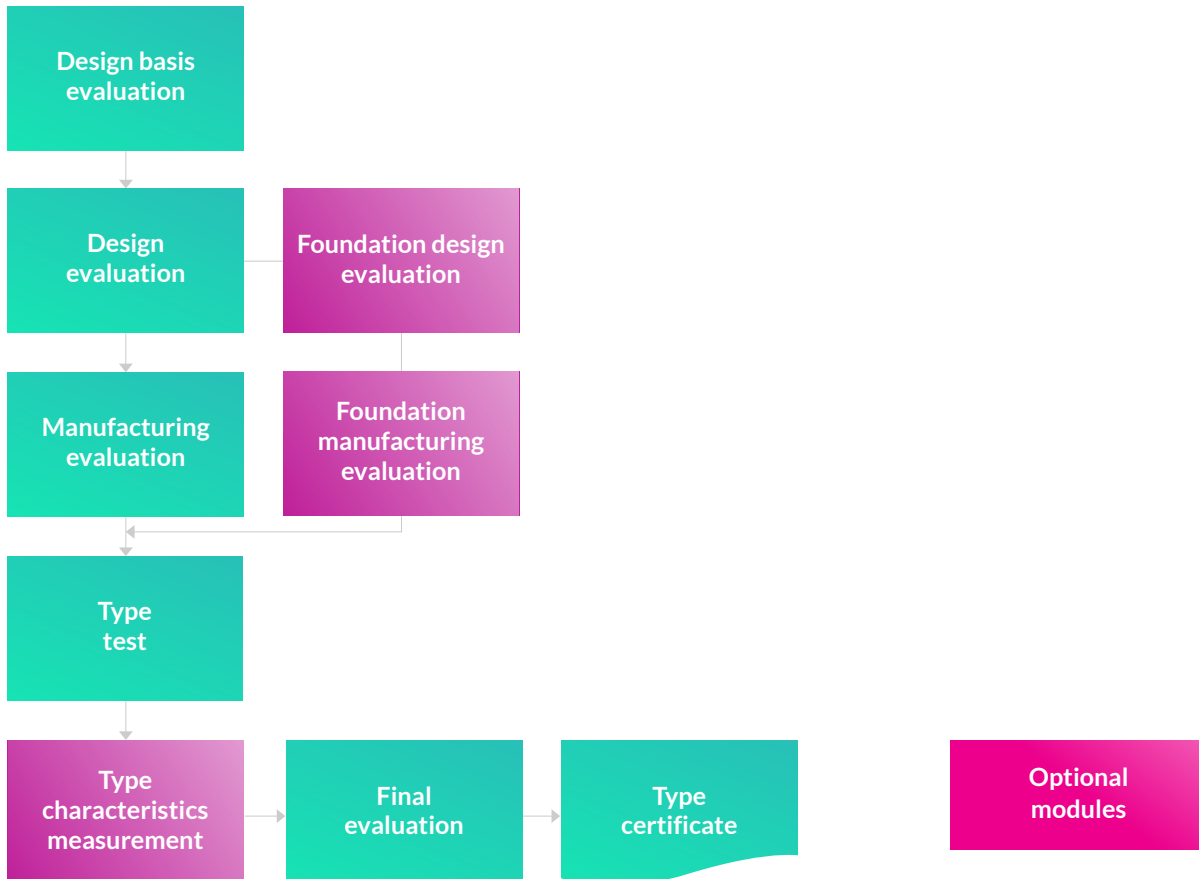 Design basis
evaluation
Design
evaluation
Foundation design
evaluation
Manufacturing
evaluation
Foundation
manufacturing
evaluation
Type
test
Type
characteristics
measurement
Final
evaluation
Type
certificate
Optional
modules